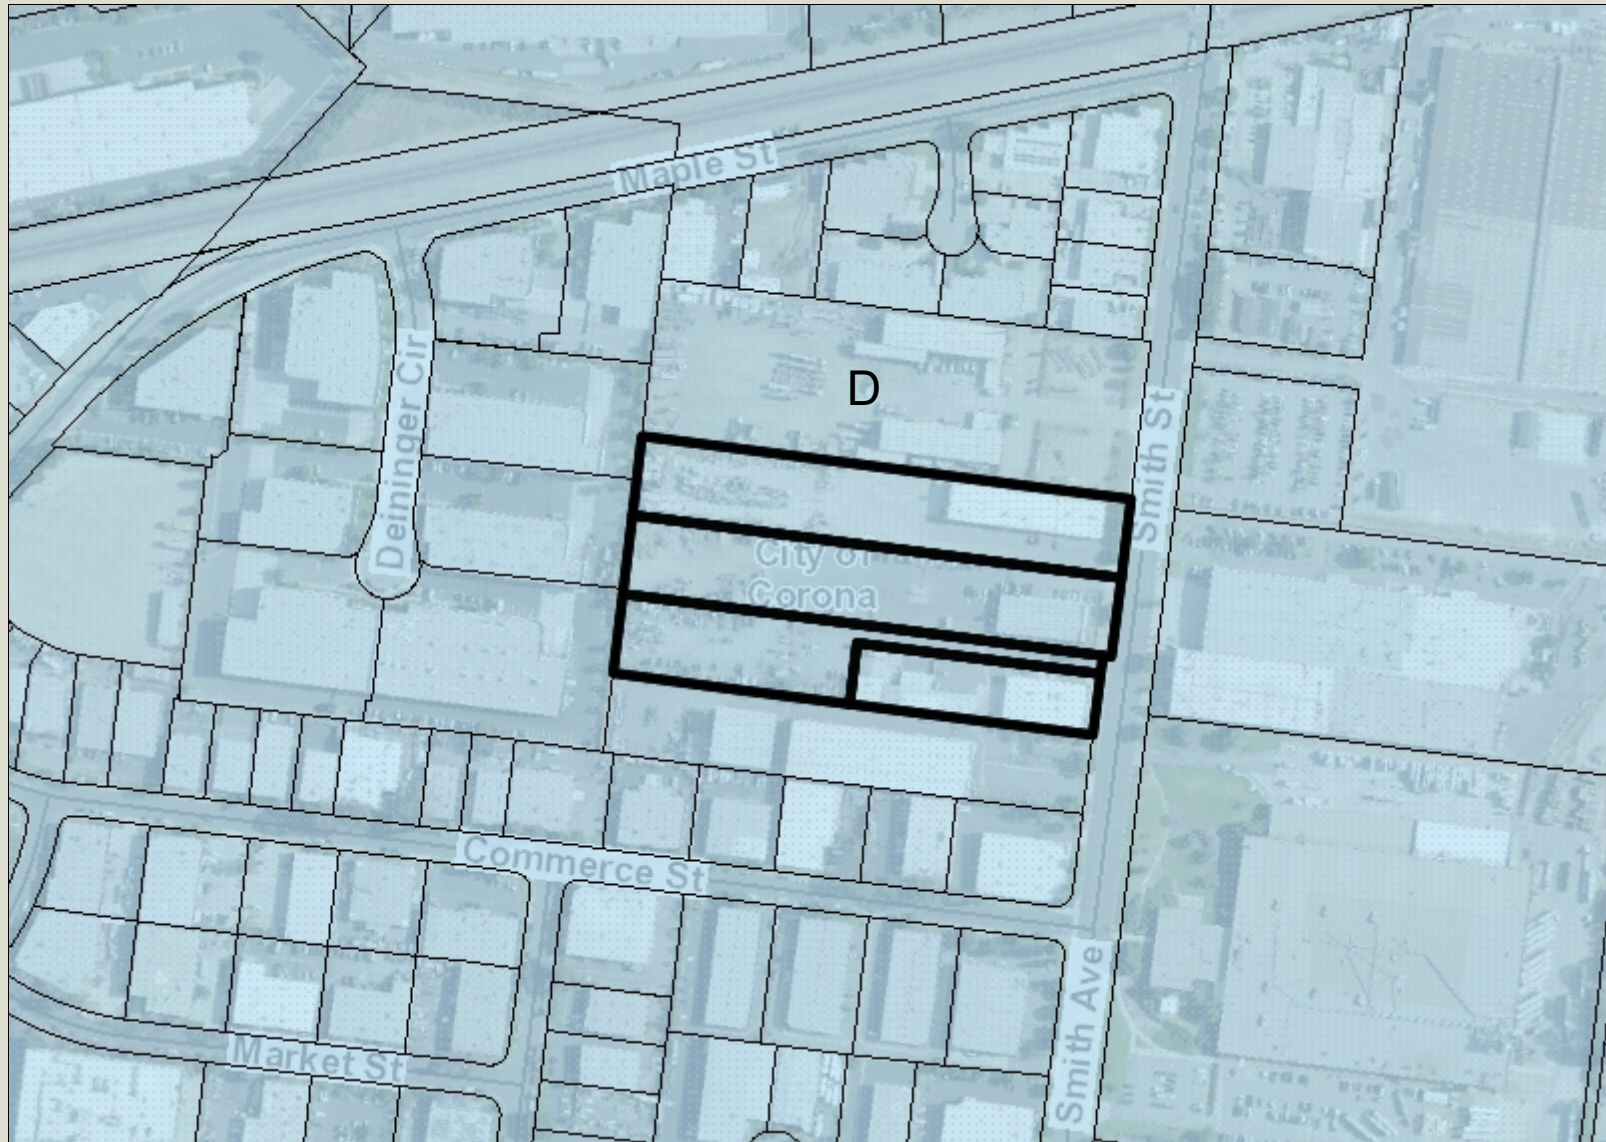 Maple St
Deininger Cir
D
Smith St
City of
Corona
Commerce St
Smith Ave
Market St